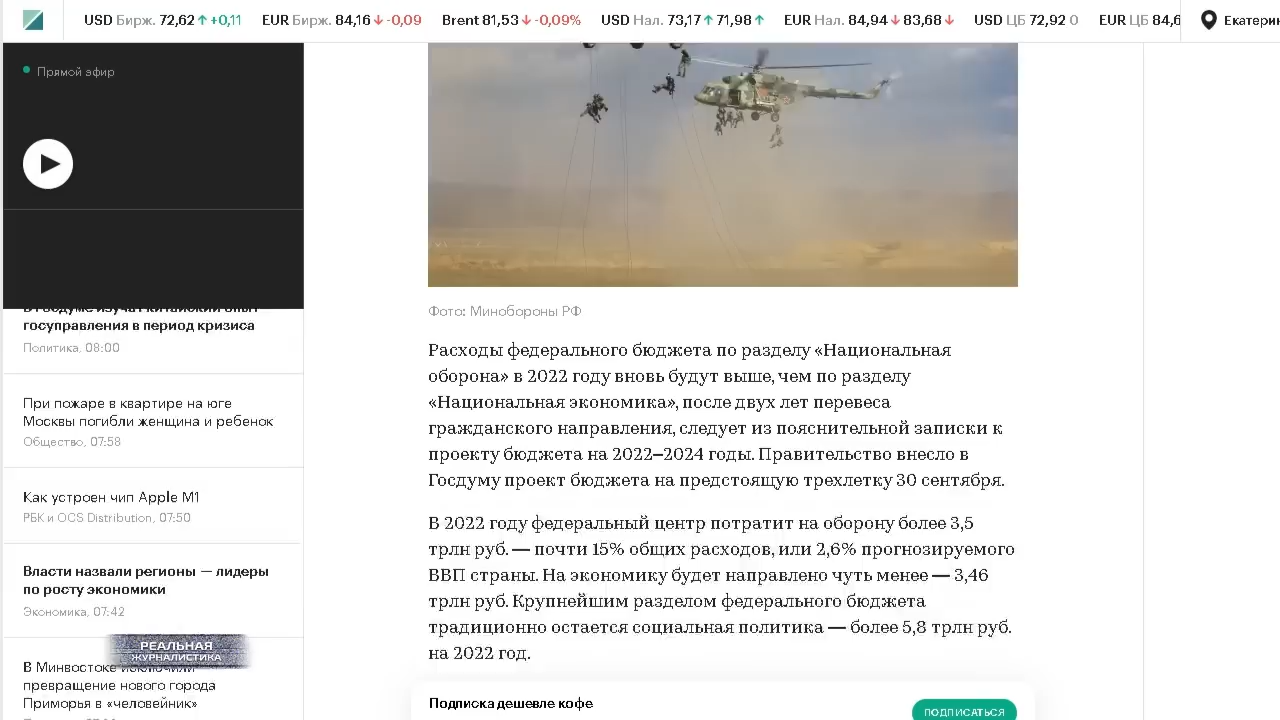 USD Бирж. 72,62 +0,11 EUR Бирж. 84,16 -0,09 Brent 81,53 -0,09% USD Нал. 73,17 71,98 EUR Нал. 84,94 83,68 USD ЦБ 72,92 0 EUR ЦБ 84,6
Екатерин
Прямой эфир
В Госдуме изучат китайский опыт
госуправления в период кризиса
Политика, 08:00
При пожаре в квартире на юге
Москвы погибли женщина и ребенок
Общество, 07:58
Как устроен чип Apple M1
РБК и OCS Distribution, 07:50
Власти назвали регионы — лидеры
по росту экономики
Экономика, 07:42
РЕАЛЬНАЯ
ЖУРНАЛИСТИКА
В Минвостоке исключили
превращение нового города
Приморья в «человейник»
Фото: Минобороны РФ
Расходы федерального бюджета по разделу «Национальная
оборона» в 2022 году вновь будут выше, чем по разделу
«Национальная экономика», после двух лет перевеса
гражданского направления, следует из пояснительной записки к
проекту бюджета на 2022–2024 годы. Правительство внесло в
Госдуму проект бюджета на предстоящую трехлетку 30 сентября.
В 2022 году федеральный центр потратит на оборону более 3,5
трлн руб. — почти 15% общих расходов, или 2,6% прогнозируемого
ВВП страны. На экономику будет направлено чуть менее — 3,46
трлн руб. Крупнейшим разделом федерального бюджета
традиционно остается социальная политика — более 5,8 трлн руб.
на 2022 год.
Подписка дешевле кофе
ПОДПИСАТЬСЯ